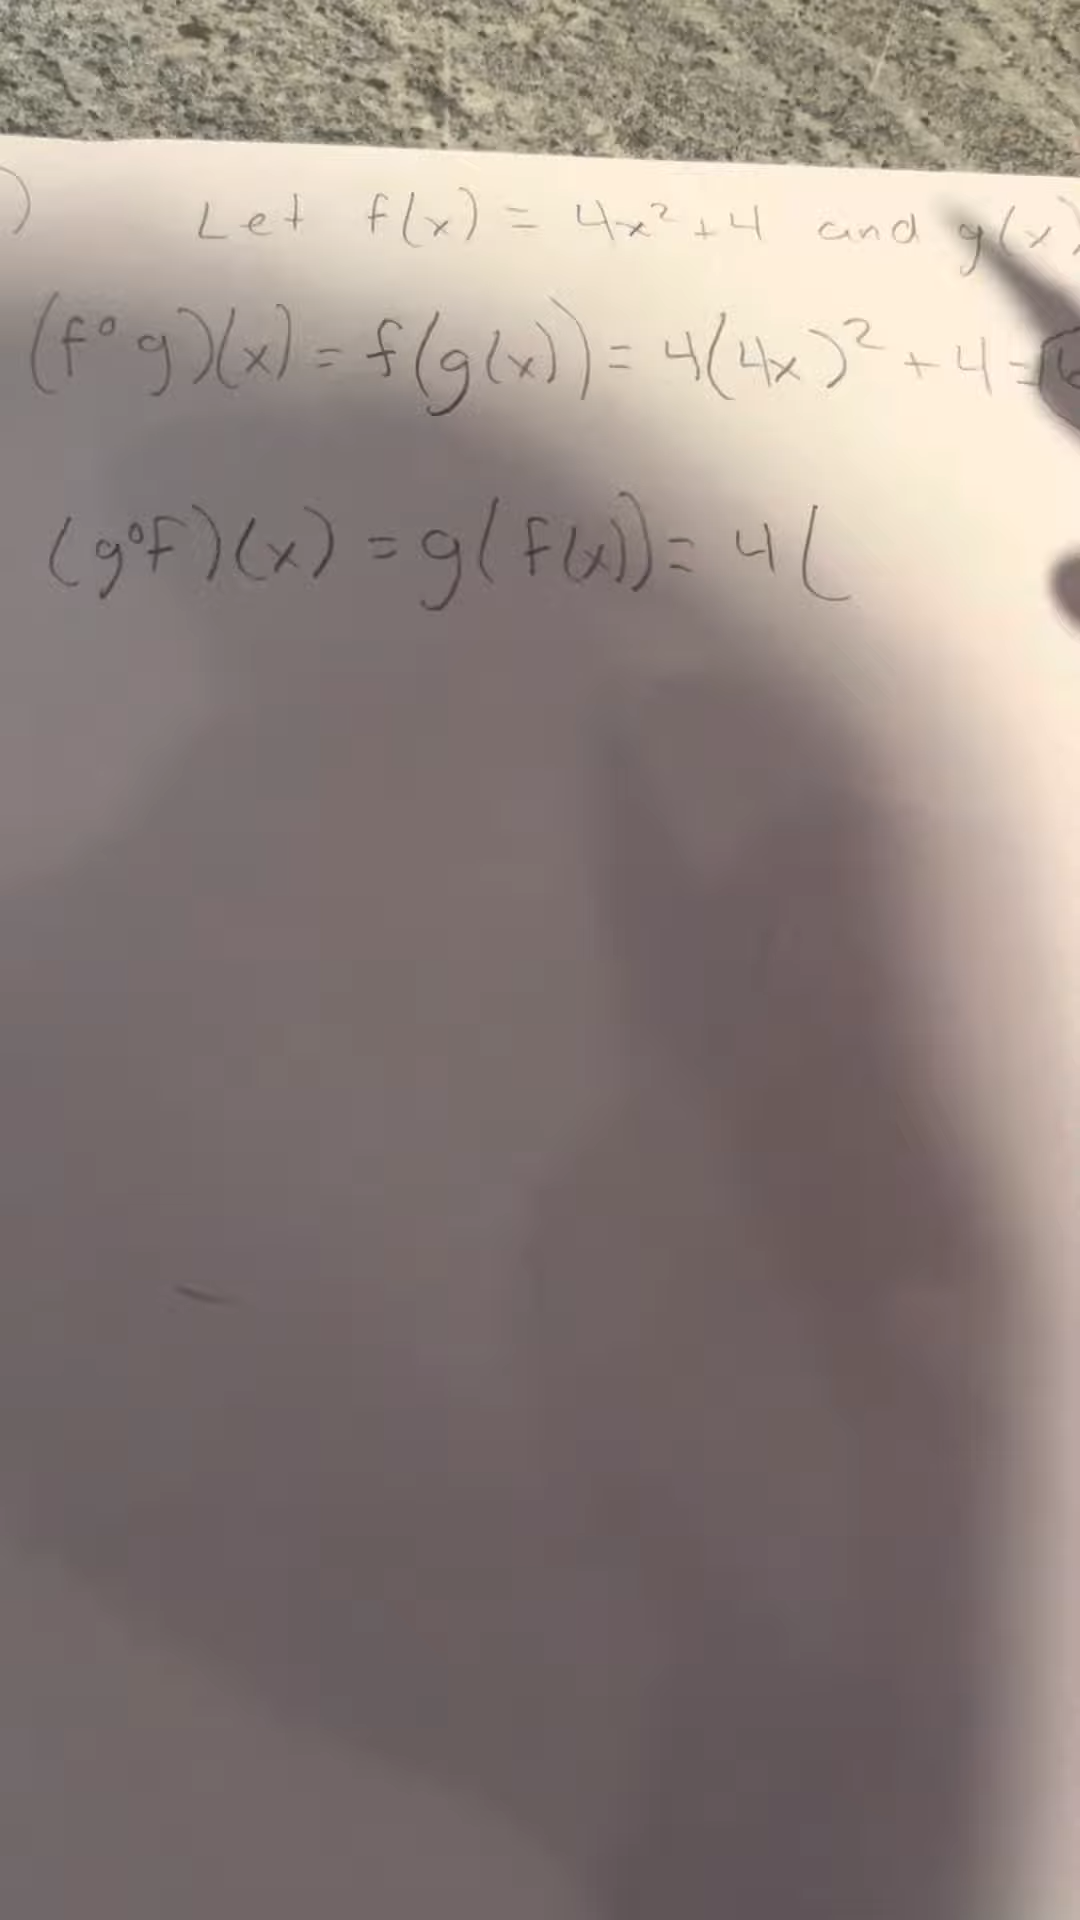 ) Let f(x) = 4x²+4 and g(x)
(f°g)(x) = f(g(x)) = 4(4x)² + 4 =
(g°f)(x) = g(f(x)) = 4(